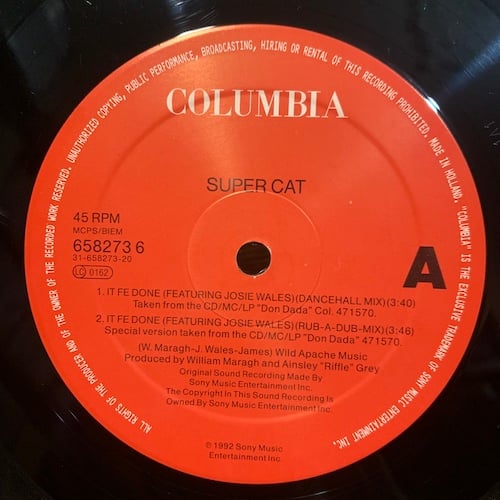 ALL RIGHTS OF THE PRODUCER AND OF THE OWNER OF THE RECORDED WORK RESERVED. UNAUTHORIZED COPYING, PUBLIC PERFORMANCE, BROADCASTING, HIRING OR RENTAL OF THIS RECORDING PROHIBITED. MADE IN HOLLAND. "COLUMBIA" IS THE EXCLUSIVE TRADEMARK OF SONY MUSIC ENTERTAINMENT INC.
COLUMBIA
SUPER CAT
45 RPM
MCPS/BIEM
658273 6
31-658273-20
LC 0162
A
1. IT FE DONE (FEATURING JOSIE WALES)(DANCEHALL MIX)(3:40)
Taken from the CD/MC/LP "Don Dada" Col. 471570.
2. IT FE DONE (FEATURING JOSIE WALES)(RUB-A-DUB-MIX)(3:46)
Special version taken from the CD/MC/LP "Don Dada" 471570.
(W. Maragh-J. Wales-James) Wild Apache Music
Produced by William Maragh and Ainsley "Riffle" Grey
Original Sound Recording Made By
Sony Music Entertainment Inc.
The Copyright In This Sound Recording Is
Owned By Sony Music Entertainment Inc.
℗ 1992 Sony Music
Entertainment Inc.